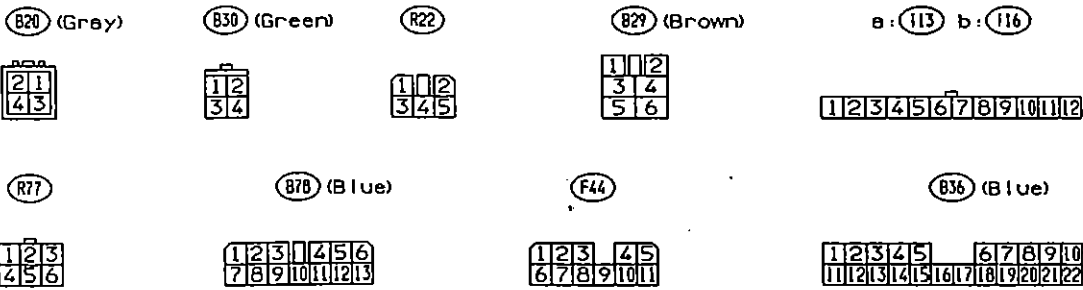 B20 (Gray) B30 (Green) R22 B29 (Brown) a:I13 b:I16
2 1 1 2 1 2 1 2 1 2 3 4 5 6 7 8 9 10 11 12
4 3 3 4 3 4 5 3 4
5 6
R77 B78 (Blue) F44 B36 (Blue)
1 2 3 1 2 3 4 5 6 1 2 3 4 5 1 2 3 4 5 6 7 8 9 10
4 5 6 7 8 9 10 11 12 13 6 7 8 9 10 11 11 12 13 14 15 16 17 18 19 20 21 22